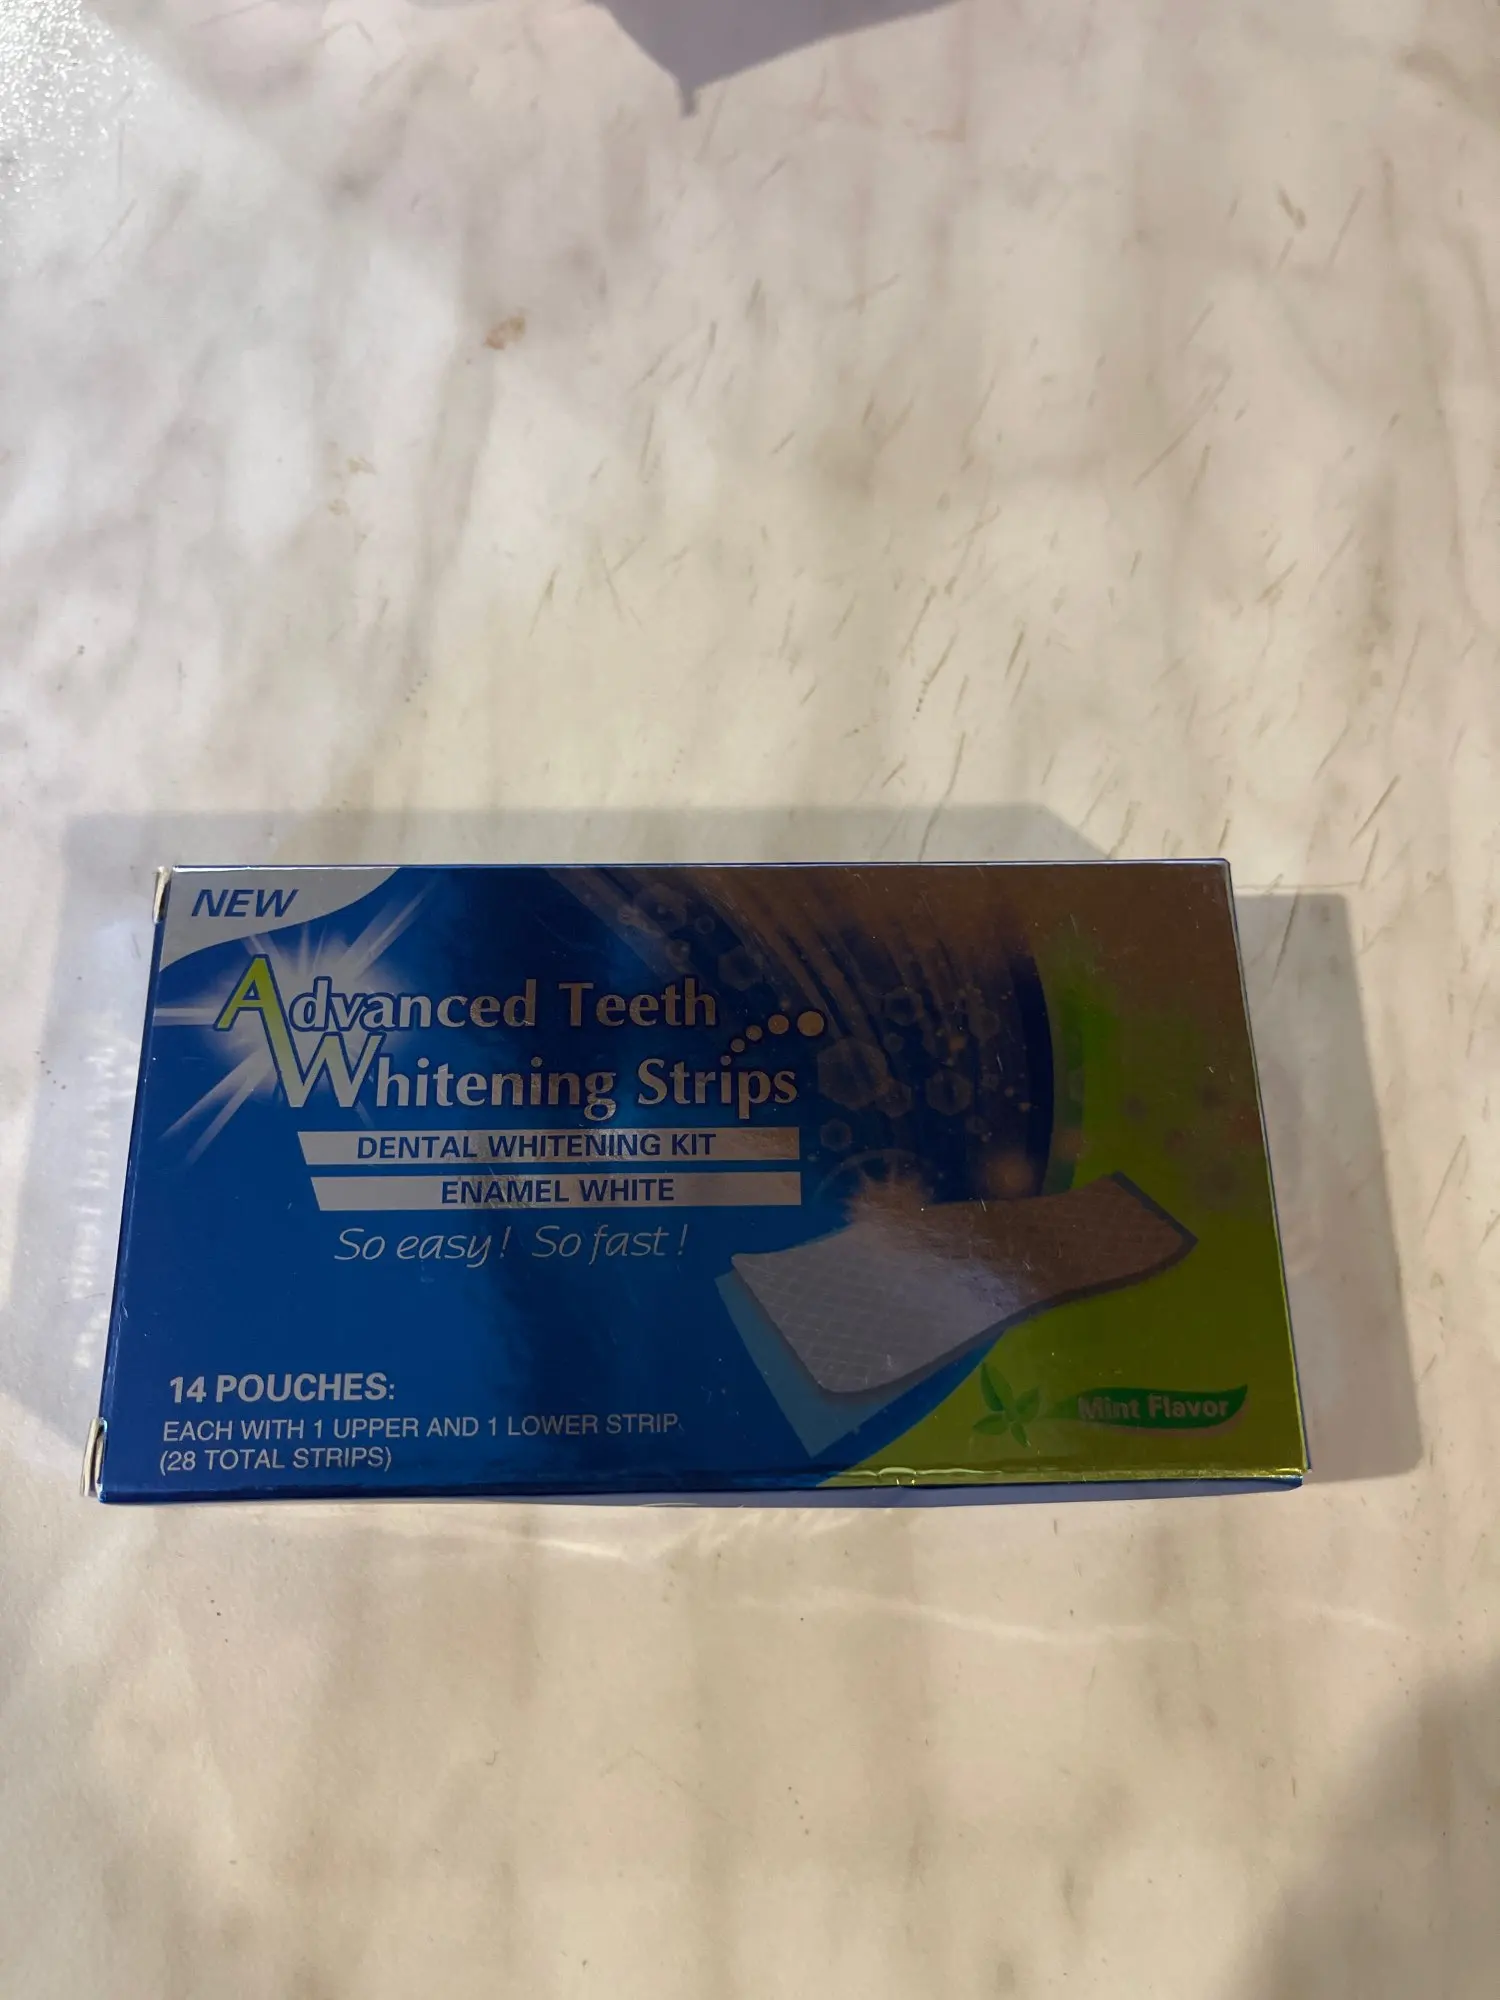 NEW
Advanced Teeth
Whitening Strips
DENTAL WHITENING KIT
ENAMEL WHITE
So easy! So fast!
14 POUCHES:
EACH WITH 1 UPPER AND 1 LOWER STRIP
(28 TOTAL STRIPS)
Mint Flavor